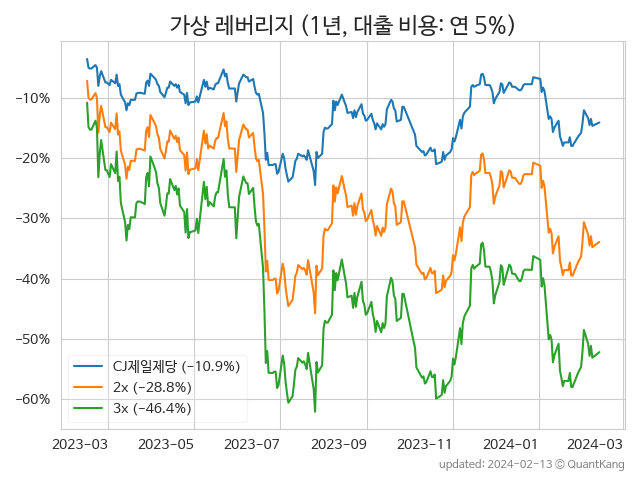 가상 레버리지 (1년, 대출 비용: 연 5%)
−10%
−20%
−30%
−40%
−50%
−60%
CJ제일제당 (−10.9%)
2x (−28.8%)
3x (−46.4%)
2023-03 2023-05 2023-07 2023-09 2023-11 2024-01 2024-03
updated: 2024-02-13 © QuantKang